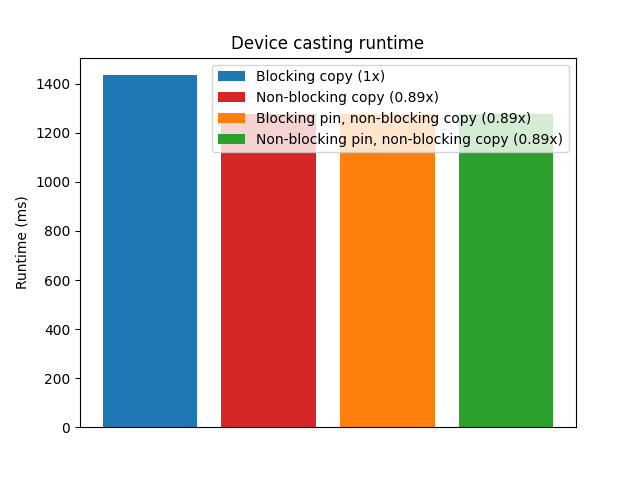 Device casting runtime
Blocking copy (1x)
Non-blocking copy (0.89x)
Blocking pin, non-blocking copy (0.89x)
Non-blocking pin, non-blocking copy (0.89x)
Runtime (ms)
1400
1200
1000
800
600
400
200
0